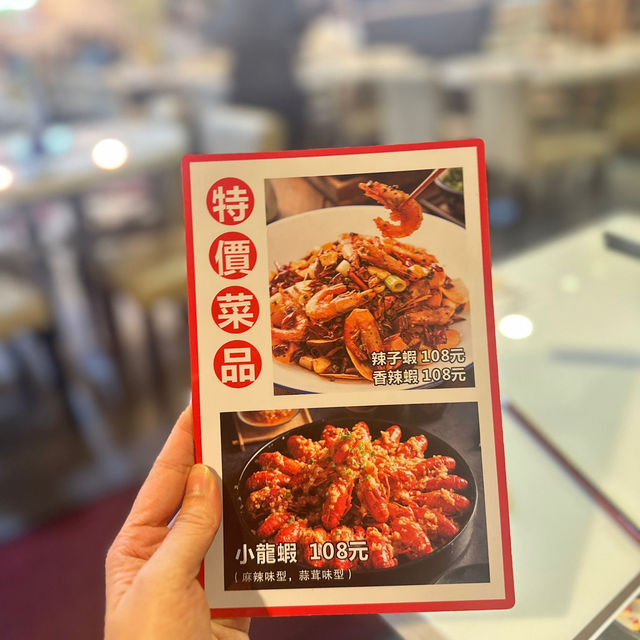 特價菜品
辣子蝦 108元
香辣蝦 108元
小龍蝦 108元
(麻辣味型，蒜茸味型)